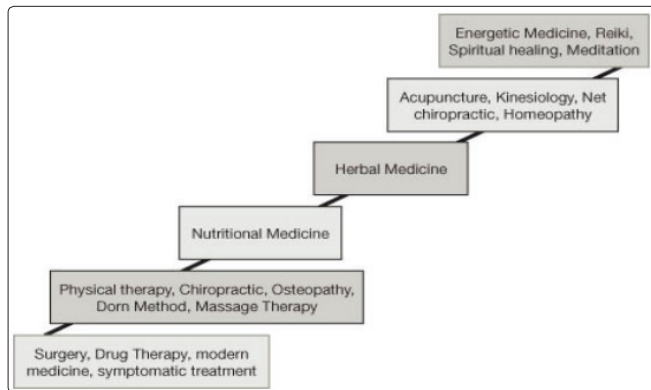 Energetic Medicine, Reiki,
Spiritual healing, Meditation
Acupuncture, Kinesiology, Net
chiropractic, Homeopathy
Herbal Medicine
Nutritional Medicine
Physical therapy, Chiropractic, Osteopathy,
Dorn Method, Massage Therapy
Surgery, Drug Therapy, modern
medicine, symptomatic treatment